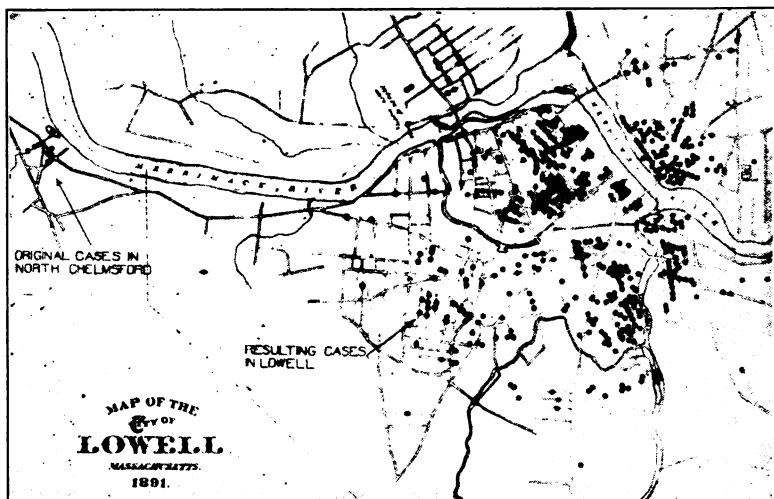 MERRIMACK RIVER
ORIGINAL CASES IN
NORTH CHELMSFORD
RESULTING CASES
IN LOWELL
MAP OF THE
CITY OF
LOWELL
MASSACHUSETTS.
1891.